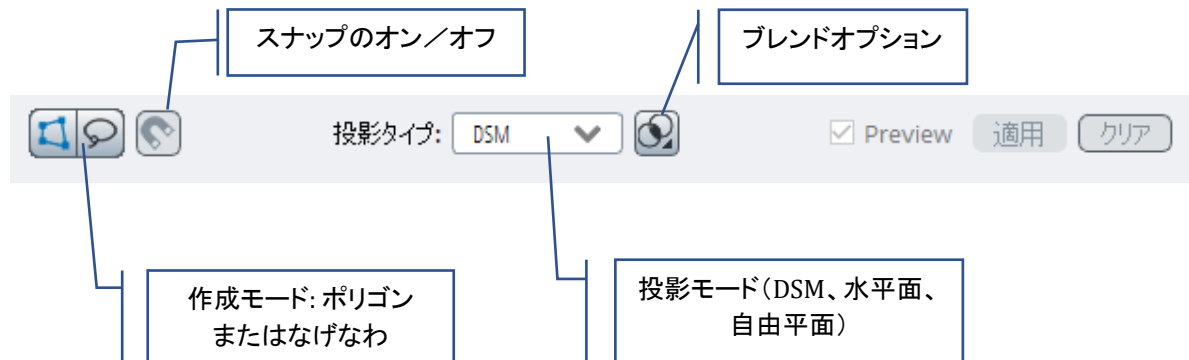 スナップのオン／オフ
ブレンドオプション
投影タイプ: DSM
Preview 適用 クリア
作成モード: ポリゴン
またはなげなわ
投影モード（DSM、水平面、
自由平面）